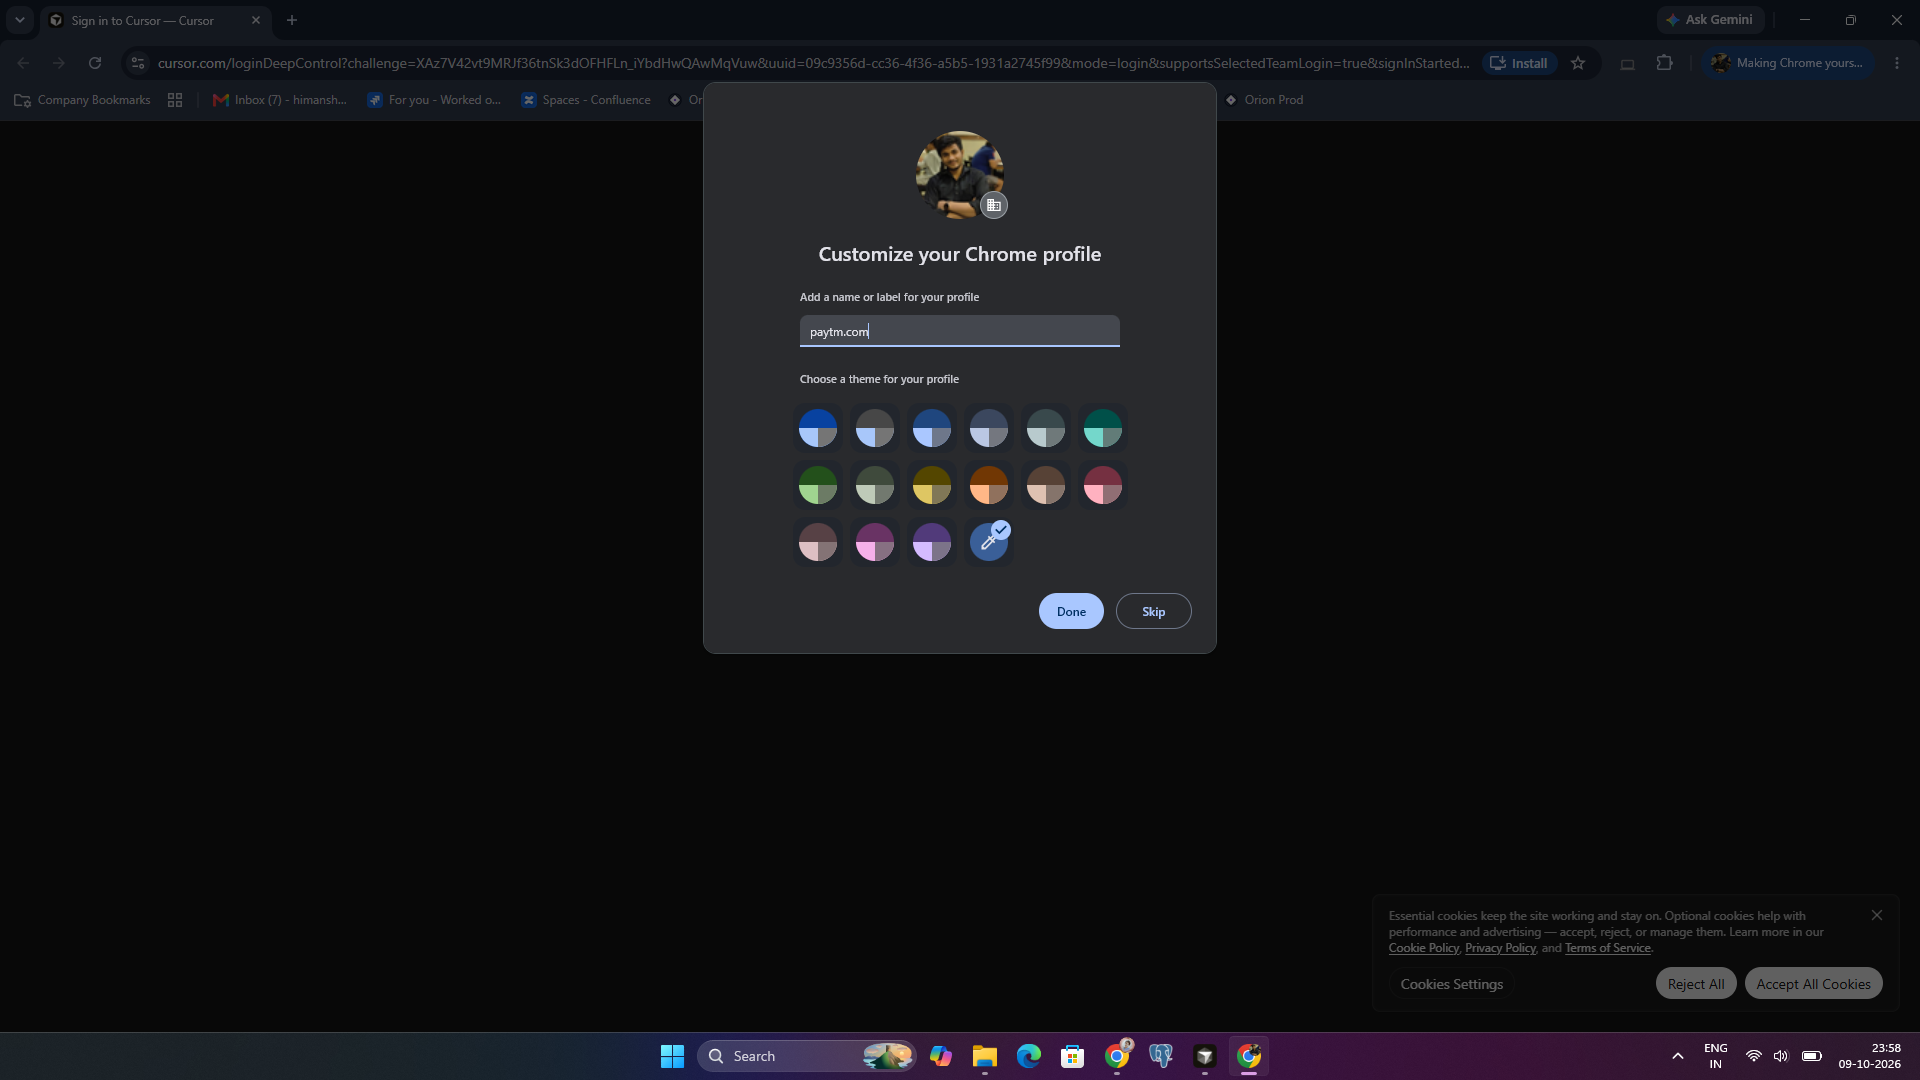 Sign in to Cursor — Cursor
Ask Gemini
cursor.com/loginDeepControl?challenge=XAz7V42vt9MRJf36tnSk3dOFHFLn_iYbdHwQAwMqVuw&uuid=09c9356d-cc36-4f36-a5b5-1931a2745f99&mode=login&supportsSelectedTeamLogin=true&signInStarted...
Install
Making Chrome yours...
Company Bookmarks
Inbox (7) - himansh...
For you - Worked o...
Spaces - Confluence
Or
Orion Prod
Customize your Chrome profile
Add a name or label for your profile
paytm.com
Choose a theme for your profile
Done
Skip
Essential cookies keep the site working and stay on. Optional cookies help with
performance and advertising — accept, reject, or manage them. Learn more in our
Cookie Policy, Privacy Policy, and Terms of Service.
Cookies Settings
Reject All
Accept All Cookies
Search
ENG
IN
23:58
09-10-2026